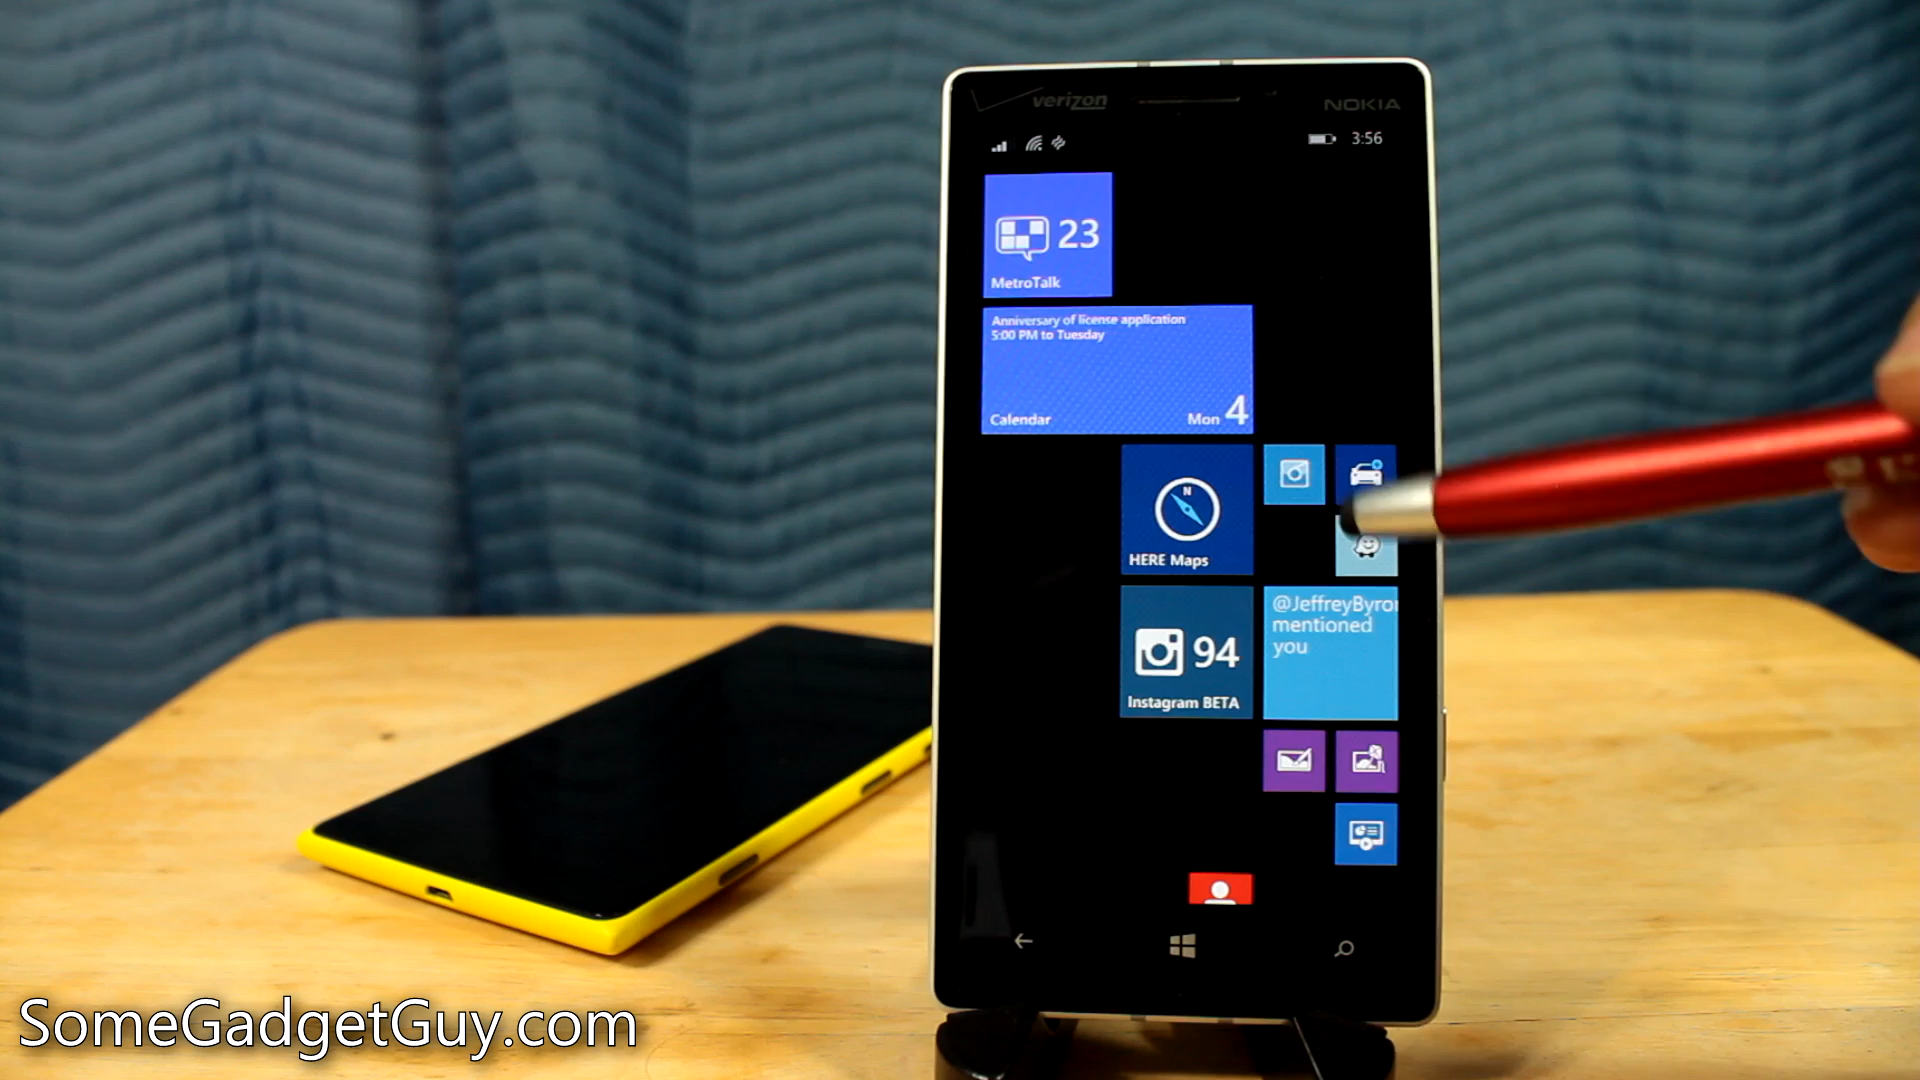 verizon
NOKIA
3:56
23
MetroTalk
Anniversary of license application
5:00 PM to Tuesday
Calendar
Mon 4
N
HERE Maps
94
Instagram BETA
@JeffreyByro
mentioned
you
SomeGadgetGuy.com